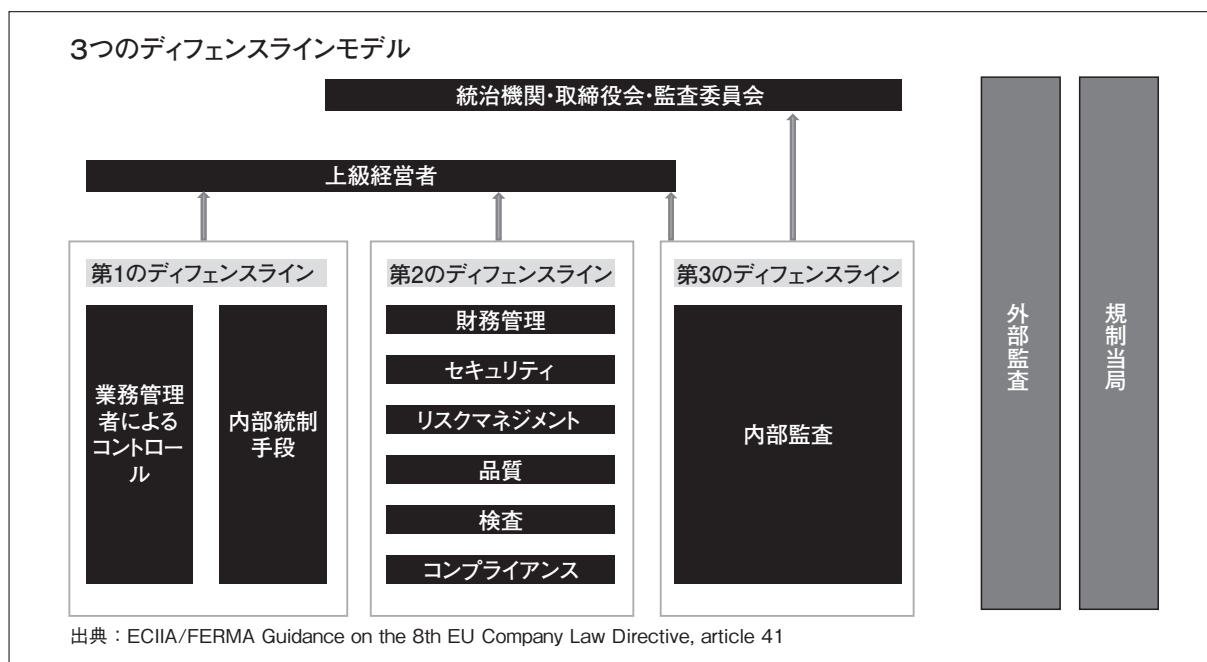 3つのディフェンスラインモデル
統治機関・取締役会・監査委員会
上級経営者
第1のディフェンスライン
業務管理
者による
コントロー
ル
内部統制
手段
第2のディフェンスライン
財務管理
セキュリティ
リスクマネジメント
品質
検査
コンプライアンス
第3のディフェンスライン
内部監査
外部監査
規制当局
出典：ECIIA/FERMA Guidance on the 8th EU Company Law Directive, article 41